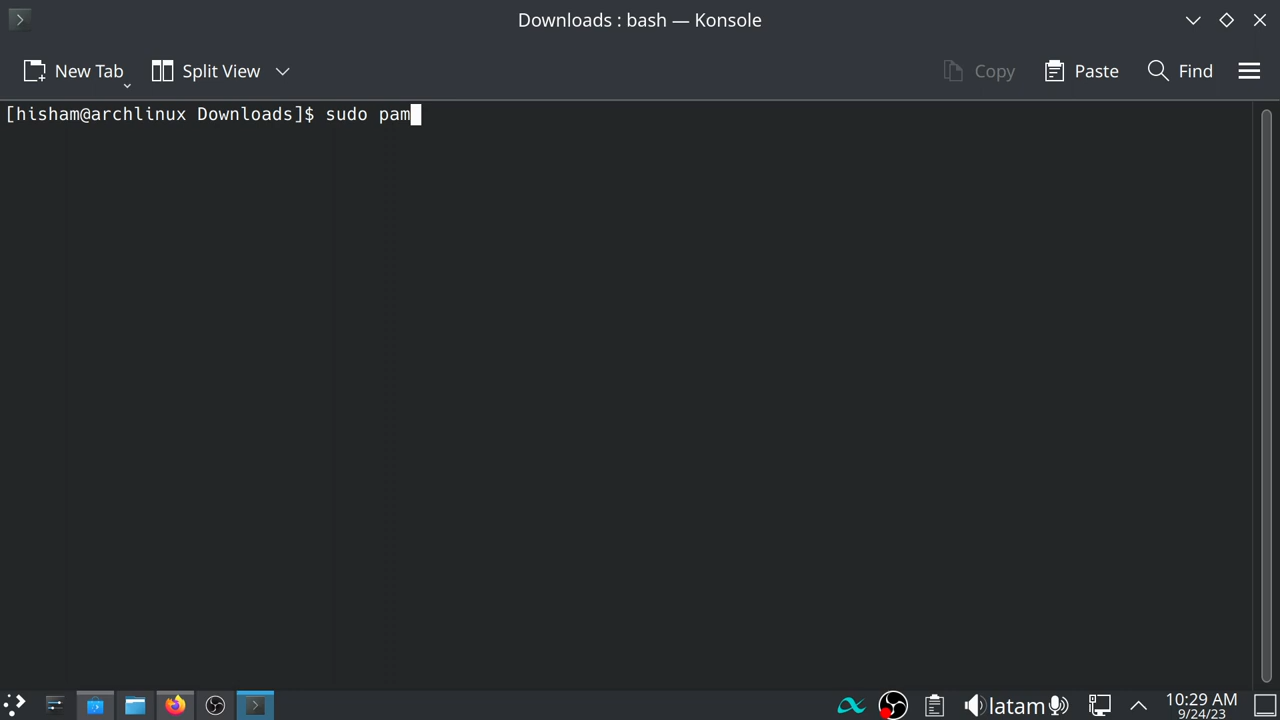 Downloads : bash — Konsole
New Tab
Split View
Copy
Paste
Find
[hisham@archlinux Downloads]$ sudo pam
latam
10:29 AM
9/24/23